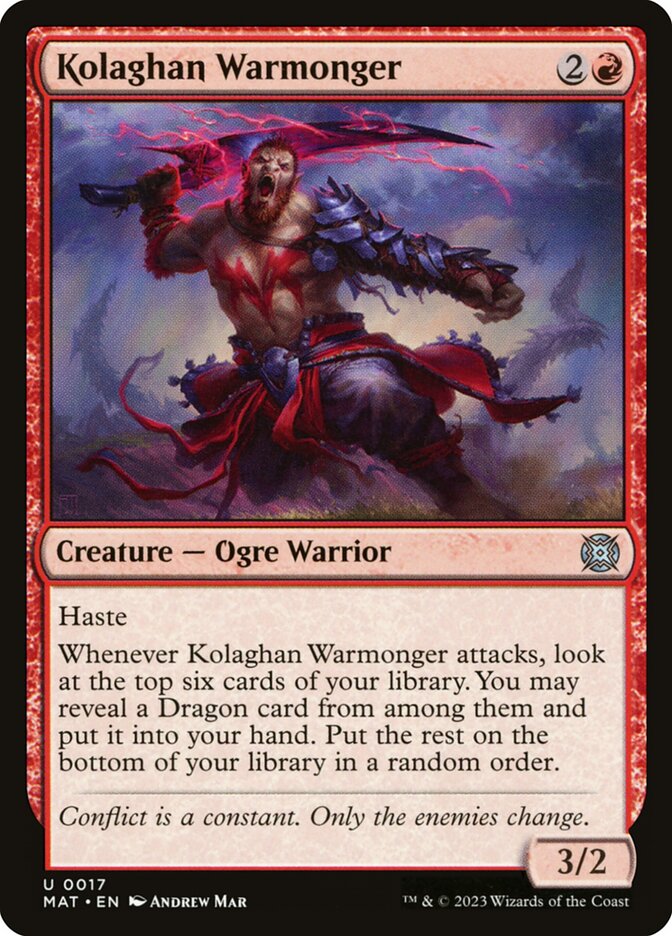 Kolaghan Warmonger 2
Creature — Ogre Warrior
Haste
Whenever Kolaghan Warmonger attacks, look
at the top six cards of your library. You may
reveal a Dragon card from among them and
put it into your hand. Put the rest on the
bottom of your library in a random order.
Conflict is a constant. Only the enemies change.
3/2
U 0017
MAT • EN Andrew Mar
™ & © 2023 Wizards of the Coast